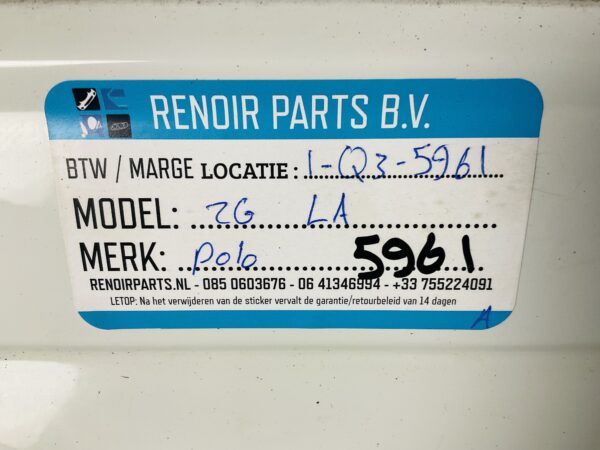 RENOIR PARTS B.V.
BTW / MARGE LOCATIE: 1-Q3-5961
MODEL: 2G LA
MERK: Polo 5961
RENOIRPARTS.NL - 085 0603676 - 06 41346994 - +33 755224091
LETOP: Na het verwijderen van de sticker vervalt de garantie/retourbeleid van 14 dagen
A